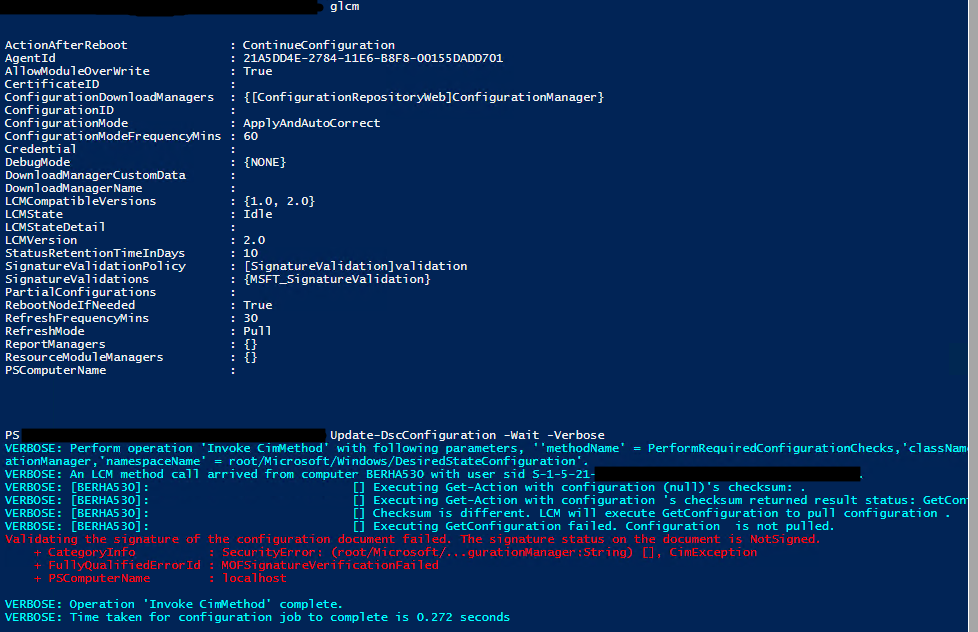 glcm
ActionAfterReboot : ContinueConfiguration
AgentId : 21A5DD4E-2784-11E6-B8F8-00155DADD701
AllowModuleOverWrite : True
CertificateID :
ConfigurationDownloadManagers : {[ConfigurationRepositoryWeb]ConfigurationManager}
ConfigurationID :
ConfigurationMode : ApplyAndAutoCorrect
ConfigurationModeFrequencyMins : 60
Credential :
DebugMode : {NONE}
DownloadManagerCustomData :
DownloadManagerName :
LCMCompatibleVersions : {1.0, 2.0}
LCMState : Idle
LCMStateDetail :
LCMVersion : 2.0
StatusRetentionTimeInDays : 10
SignatureValidationPolicy : [SignatureValidation]validation
SignatureValidations : {MSFT_SignatureValidation}
PartialConfigurations :
RebootNodeIfNeeded : True
RefreshFrequencyMins : 30
RefreshMode : Pull
ReportManagers : {}
ResourceModuleManagers : {}
PSComputerName :
PS Update-DscConfiguration -Wait -Verbose
VERBOSE: Perform operation 'Invoke CimMethod' with following parameters, ''methodName' = PerformRequiredConfigurationChecks,'className
ationManager,'namespaceName' = root/Microsoft/Windows/DesiredStateConfiguration'.
VERBOSE: An LCM method call arrived from computer BERHA530 with user sid S-1-5-21- .
VERBOSE: [BERHA530]: [] Executing Get-Action with configuration (null)'s checksum: .
VERBOSE: [BERHA530]: [] Executing Get-Action with configuration 's checksum returned result status: GetCon
VERBOSE: [BERHA530]: [] Checksum is different. LCM will execute GetConfiguration to pull configuration .
VERBOSE: [BERHA530]: [] Executing GetConfiguration failed. Configuration  is not pulled.
Validating the signature of the configuration document failed. The signature status on the document is NotSigned.
+ CategoryInfo : SecurityError: (root/Microsoft/...gurationManager:String) [], CimException
+ FullyQualifiedErrorId : MOFSignatureVerificationFailed
+ PSComputerName : localhost
VERBOSE: Operation 'Invoke CimMethod' complete.
VERBOSE: Time taken for configuration job to complete is 0.272 seconds